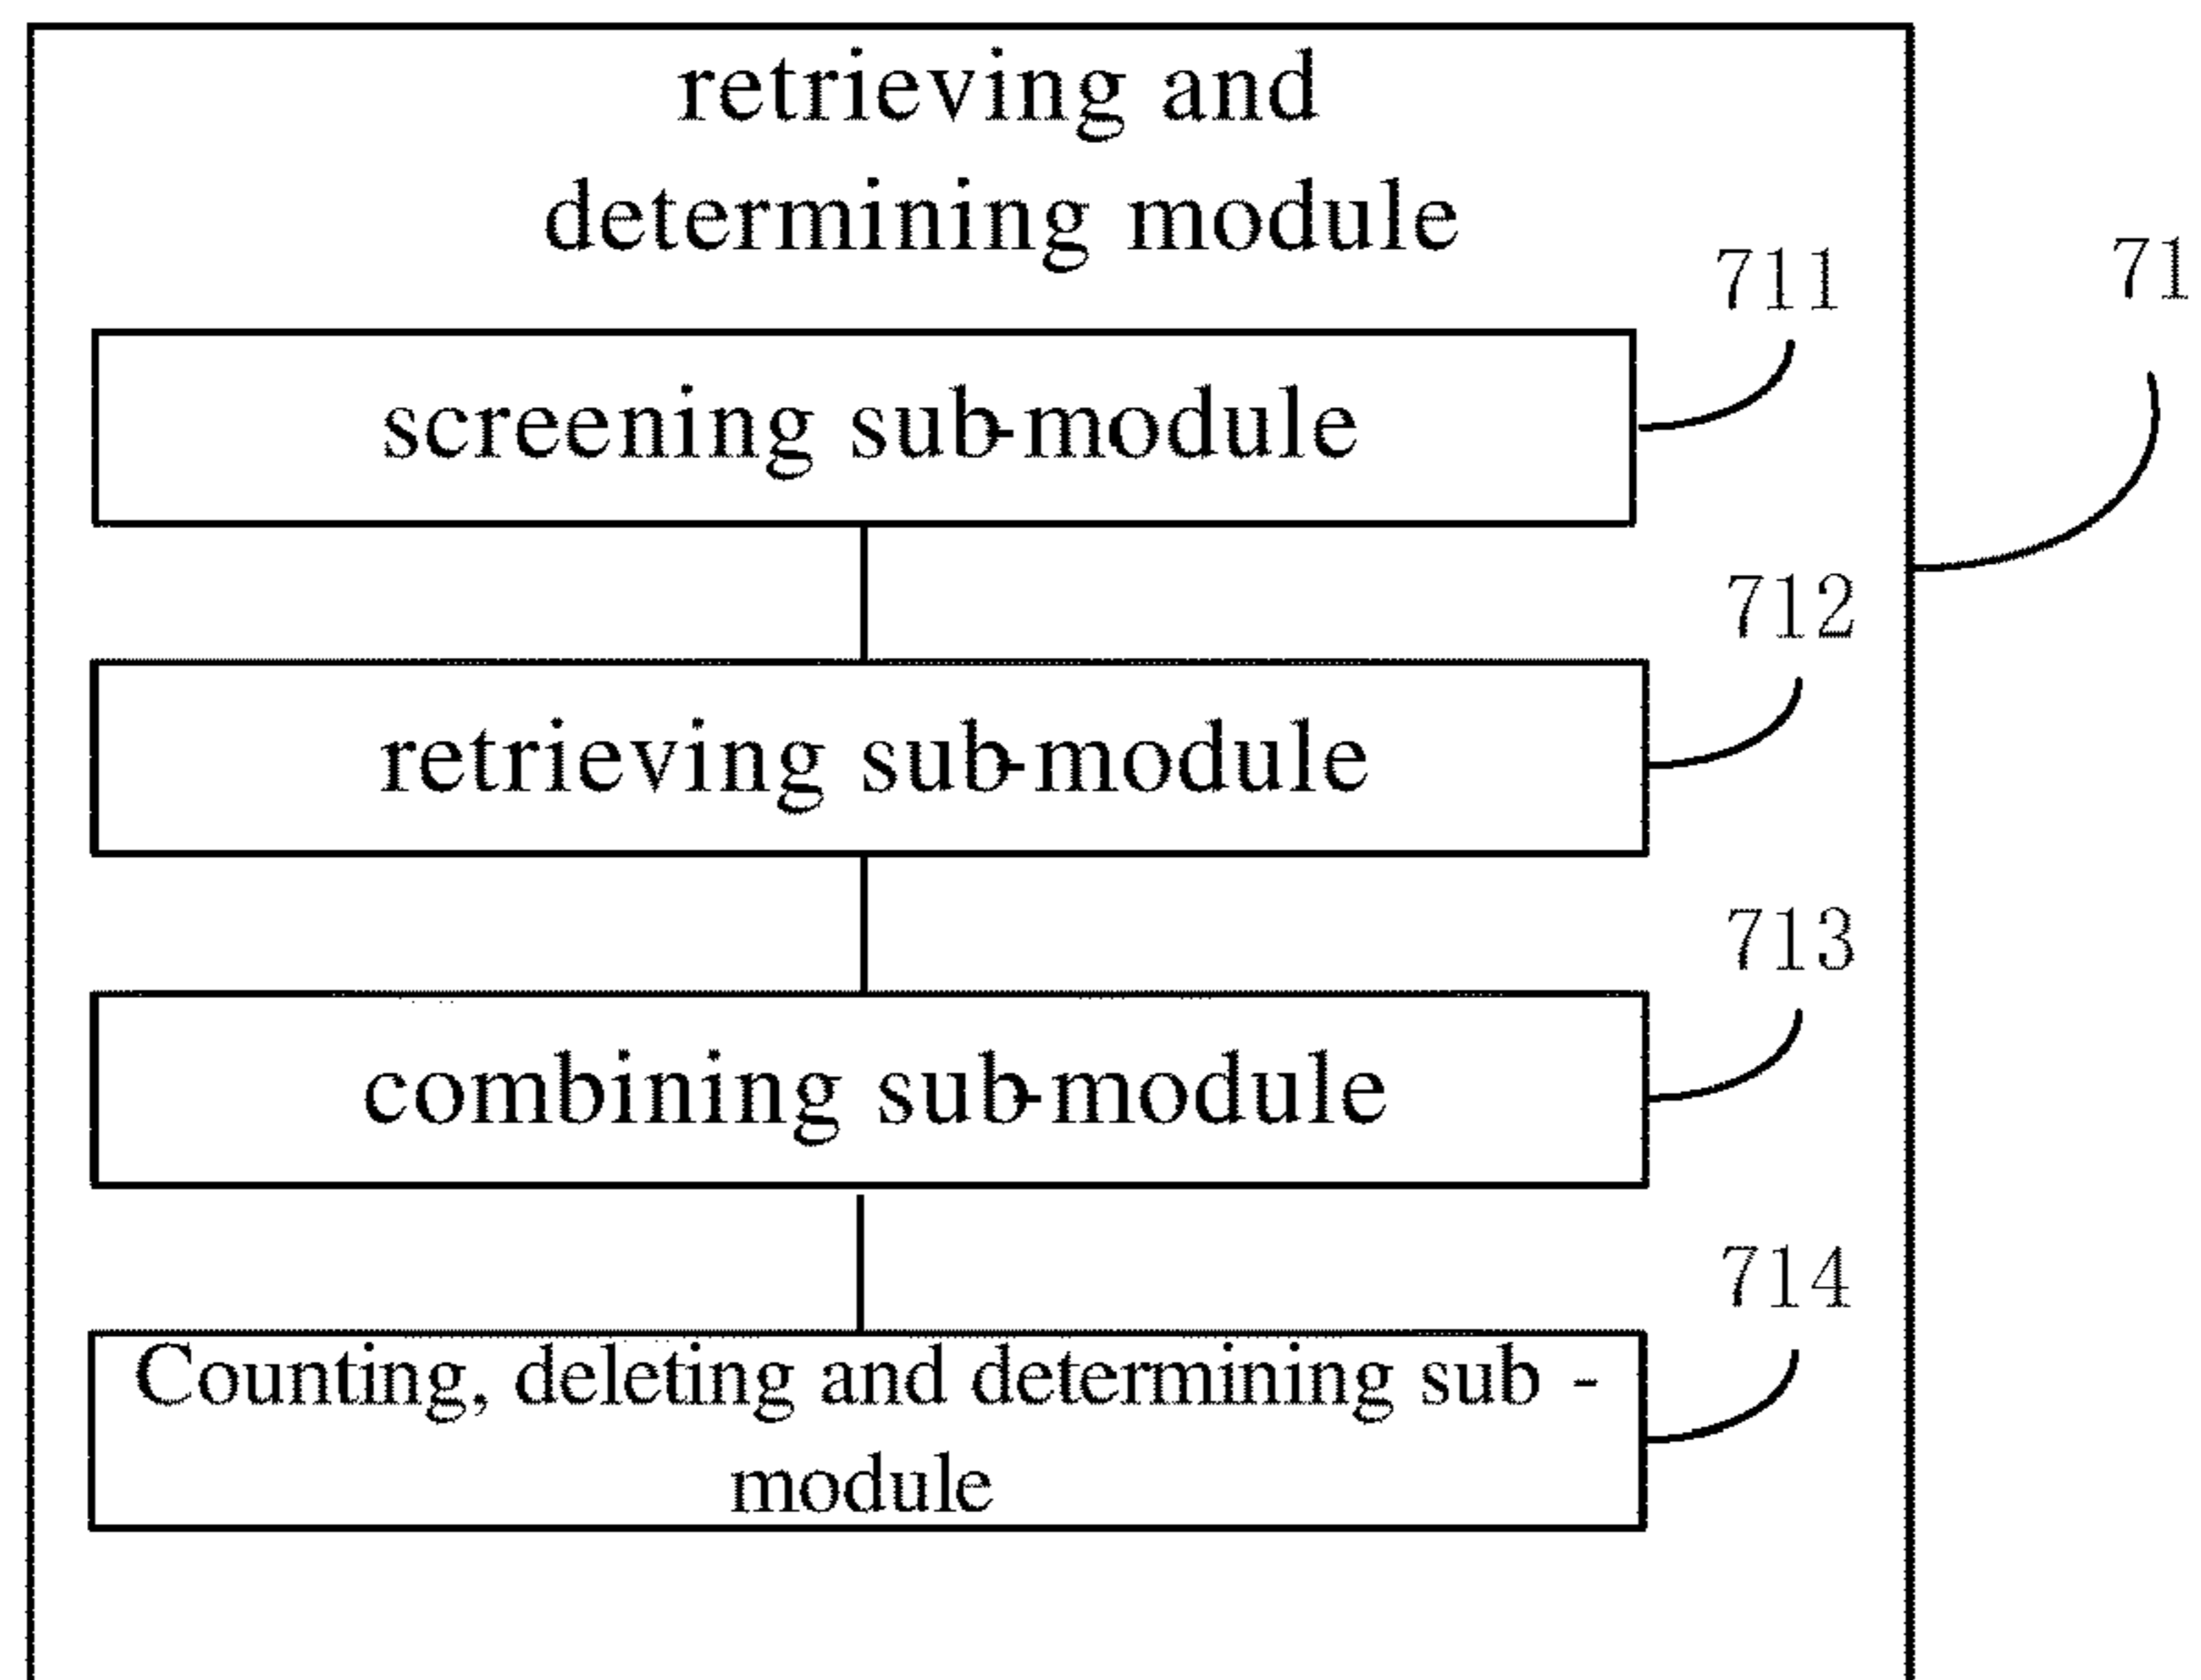 retrieving and
determining module
711
71
screening sub-module
712
retrieving sub-module
713
combining sub-module
714
Counting, deleting and determining sub -
module